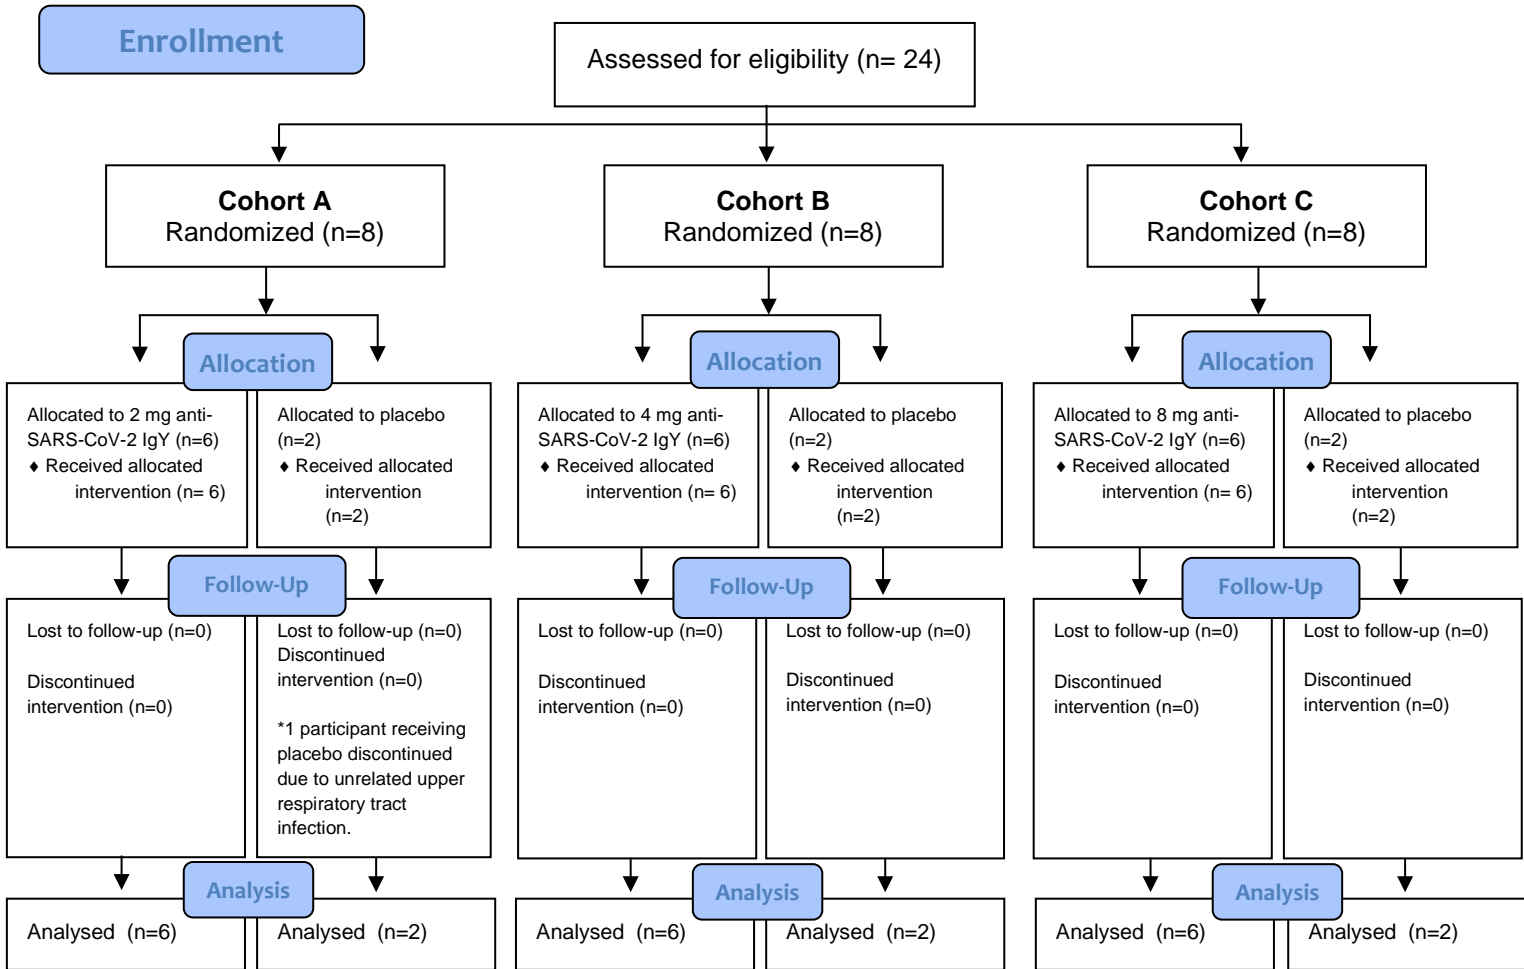 Enrollment
Assessed for eligibility (n= 24)
Cohort A
Randomized (n=8)
Cohort B
Randomized (n=8)
Cohort C
Randomized (n=8)
Allocation
Allocation
Allocation
Allocated to 2 mg anti-
SARS-CoV-2 IgY (n=6)
♦ Received allocated
intervention (n= 6)
Allocated to placebo
(n=2)
♦ Received allocated
intervention
(n=2)
Allocated to 4 mg anti-
SARS-CoV-2 IgY (n=6)
♦ Received allocated
intervention (n= 6)
Allocated to placebo
(n=2)
♦ Received allocated
intervention
(n=2)
Allocated to 8 mg anti-
SARS-CoV-2 IgY (n=6)
♦ Received allocated
intervention (n= 6)
Allocated to placebo
(n=2)
♦ Received allocated
intervention
(n=2)
Follow-Up
Follow-Up
Follow-Up
Lost to follow-up (n=0)
Discontinued
intervention (n=0)
Lost to follow-up (n=0)
Discontinued
intervention (n=0)
*1 participant receiving
placebo discontinued
due to unrelated upper
respiratory tract
infection.
Lost to follow-up (n=0)
Discontinued
intervention (n=0)
Lost to follow-up (n=0)
Discontinued
intervention (n=0)
Lost to follow-up (n=0)
Discontinued
intervention (n=0)
Lost to follow-up (n=0)
Discontinued
intervention (n=0)
Analysis
Analysis
Analysis
Analysed (n=6)
Analysed (n=2)
Analysed (n=6)
Analysed (n=2)
Analysed (n=6)
Analysed (n=2)